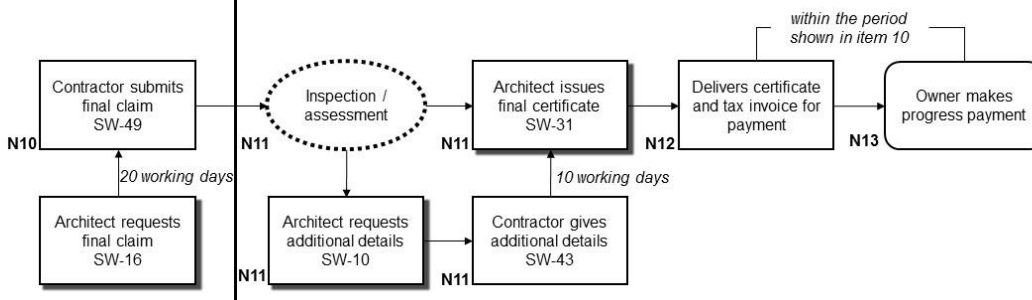 within the period
shown in item 10
Contractor submits
final claim
SW-49
N10
Inspection /
assessment
N11
Architect issues
final certificate
SW-31
N11
Delivers certificate
and tax invoice for
payment
N12
Owner makes
progress payment
N13
20 working days
10 working days
Architect requests
final claim
SW-16
Architect requests
additional details
SW-10
N11
Contractor gives
additional details
SW-43
N11